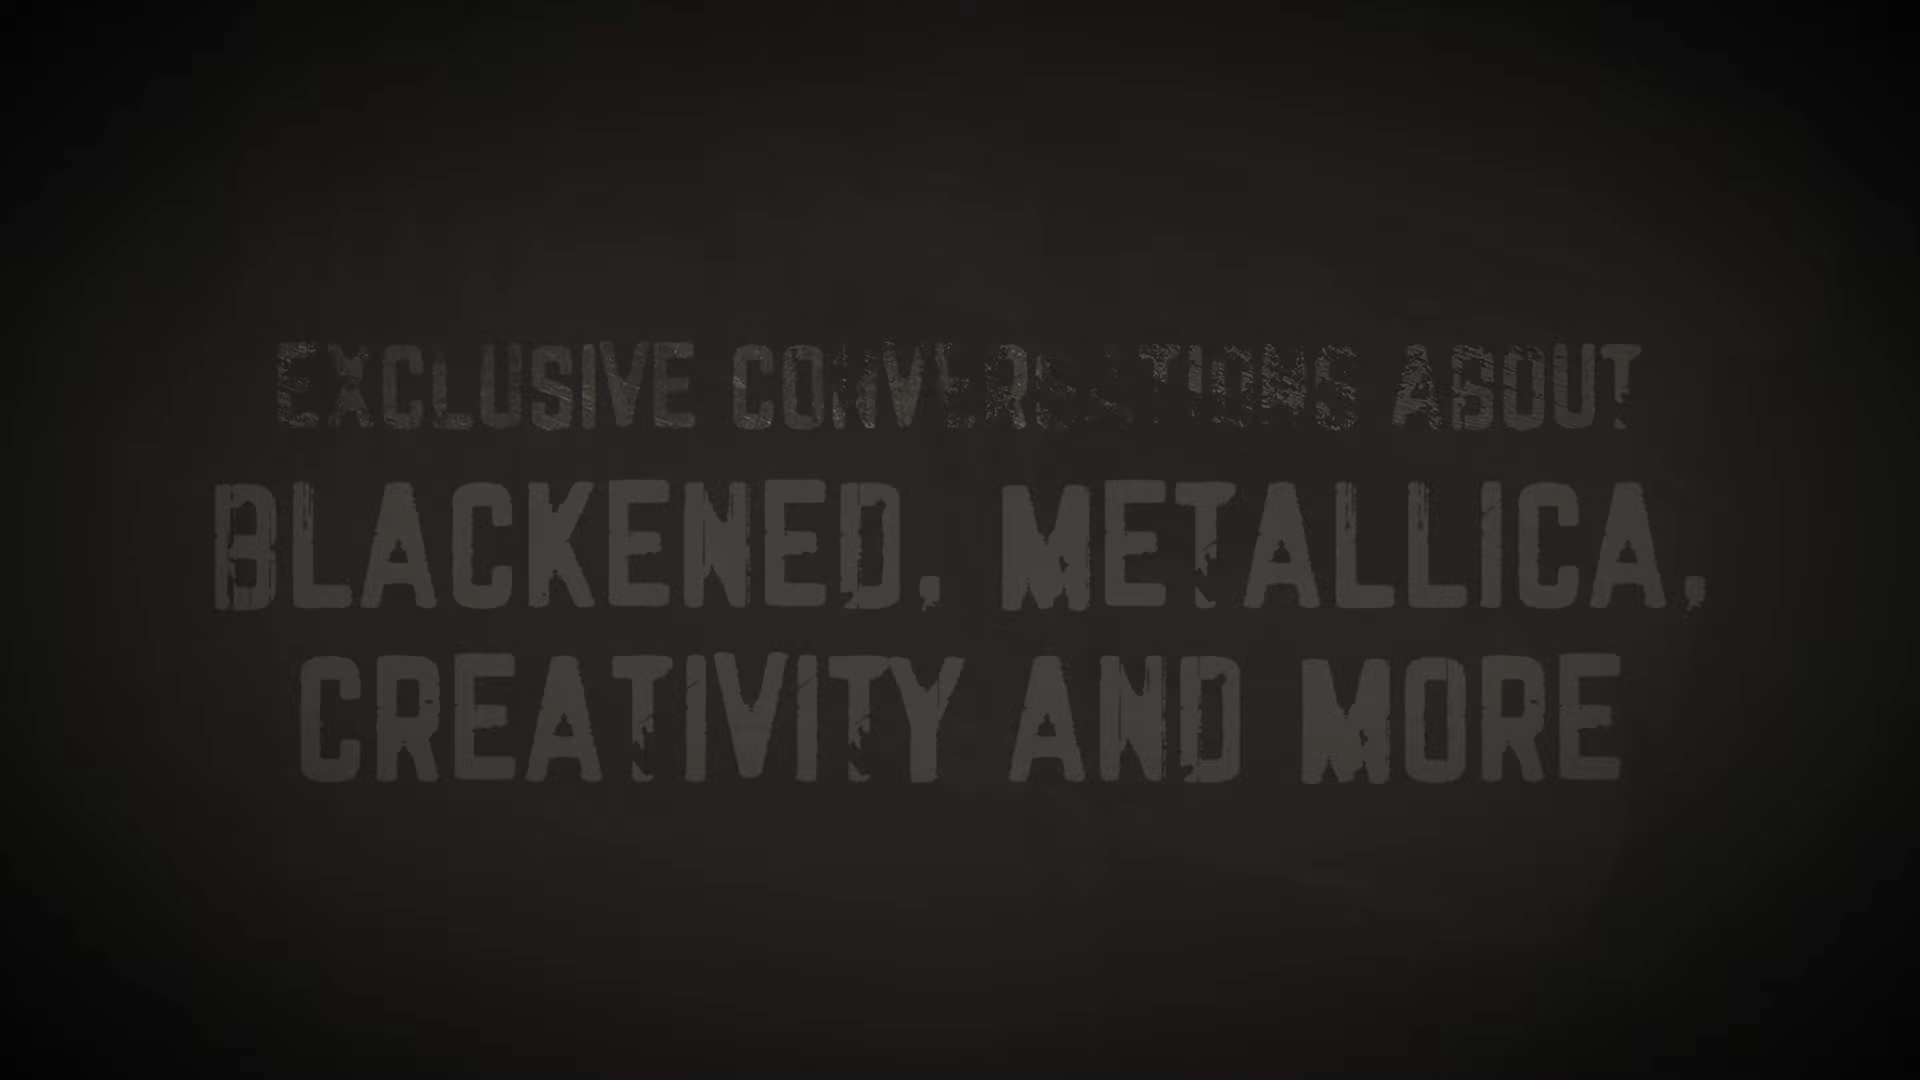 EXCLUSIVE CONVERSATIONS ABOUT
BLACKENED, METALLICA,
CREATIVITY AND MORE